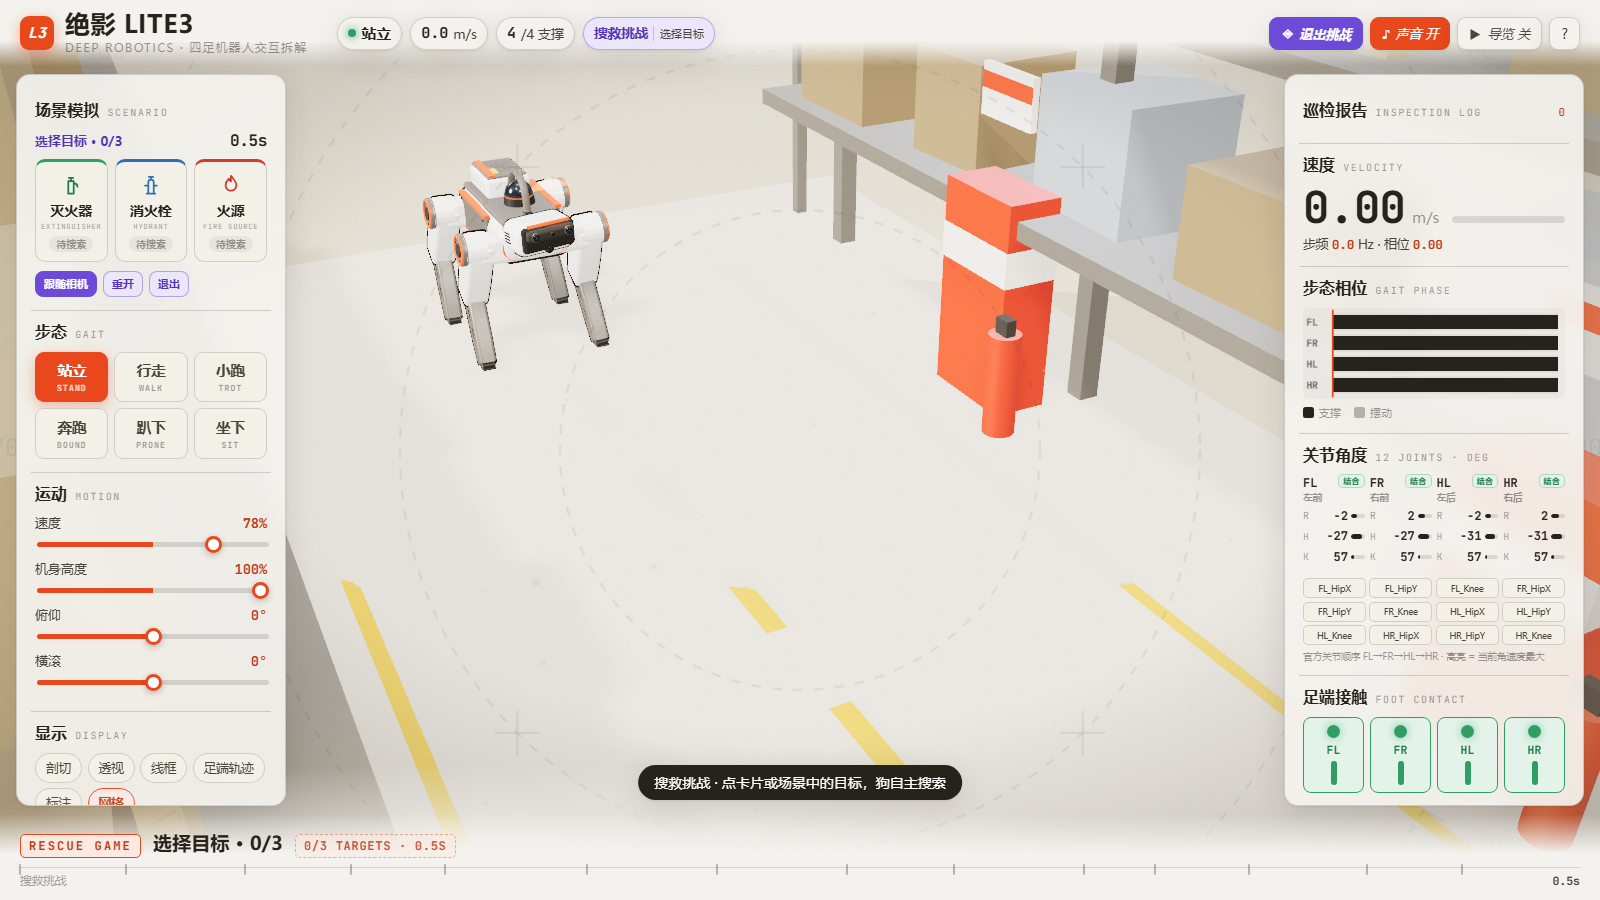 L3
绝影 LITE3
DEEP ROBOTICS · 四足机器人交互拆解
站立
0.0 m/s
4 /4 支撑
搜救挑战 选择目标
◆ 退出挑战
♪ 声音 开
▶ 导览 关
?
场景模拟 SCENARIO
选择目标 • 0/3 0.5s
灭火器
EXTINGUISHER
待搜索
消火栓
HYDRANT
待搜索
火源
FIRE SOURCE
待搜索
跟随相机
重开
退出
步态 GAIT
站立
STAND
行走
WALK
小跑
TROT
奔跑
BOUND
趴下
PRONE
坐下
SIT
运动 MOTION
速度 78%
机身高度 100%
俯仰 0°
横滚 0°
显示 DISPLAY
剖切
透视
线框
足端轨迹
标注
网格
巡检报告 INSPECTION LOG 0
速度 VELOCITY
0.00 m/s
步频 0.0 Hz · 相位 0.00
步态相位 GAIT PHASE
FL
FR
HL
HR
支撑 摆动
关节角度 12 JOINTS · DEG
FL 结合 FR 结合 HL 结合 HR 结合
左前 右前 左后 右后
R -2 R 2 R -2 R 2
H -27 H -27 H -31 H -31
K 57 K 57 K 57 K 57
FL_HipX FL_HipY FL_Knee FR_HipX
FR_HipY FR_Knee HL_HipX HL_HipY
HL_Knee HR_HipX HR_HipY HR_Knee
官方关节顺序 FL→FR→HL→HR · 高亮 = 当前角速度最大
足端接触 FOOT CONTACT
FL FR HL HR
搜救挑战 · 点卡片或场景中的目标，狗自主搜索
RESCUE GAME 选择目标 • 0/3 0/3 TARGETS · 0.5S
搜救挑战 0.5s